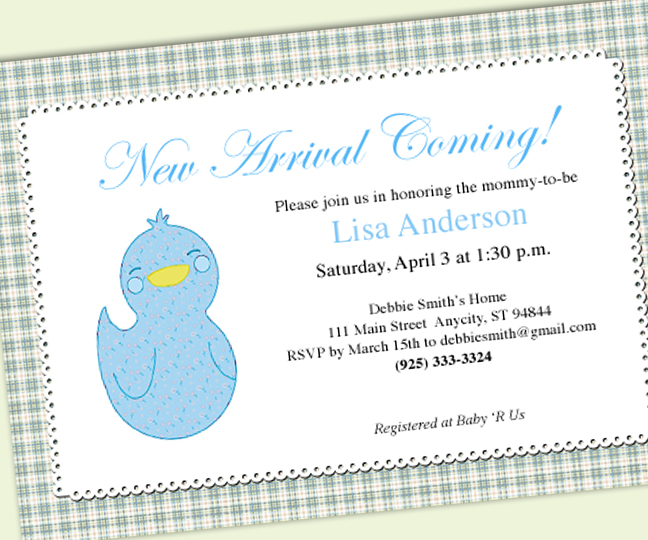 New Arrival Coming!
Please join us in honoring the mommy-to-be
Lisa Anderson
Saturday, April 3 at 1:30 p.m.
Debbie Smith's Home
111 Main Street Anycity, ST 94844
RSVP by March 15th to debbiesmith@gmail.com
(925) 333-3324
Registered at Baby ‘R Us